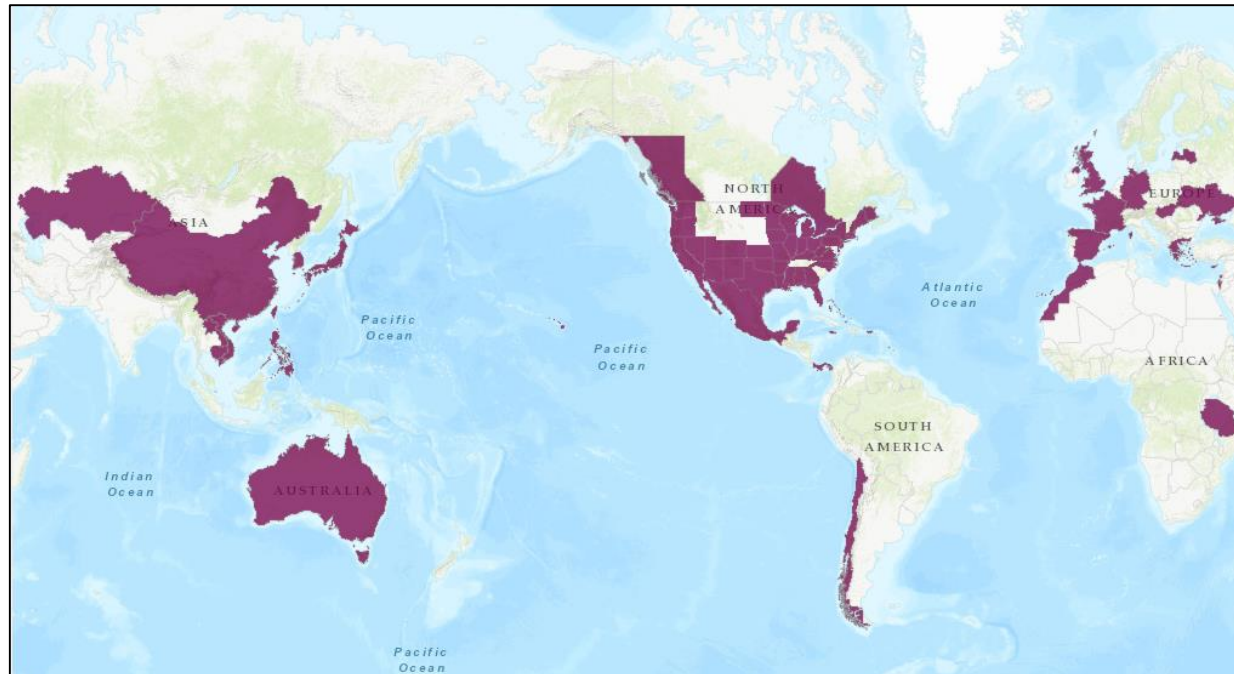 ASIA
NORTH
AMERICA
EUROPE
Atlantic
Ocean
Pacific
Ocean
Pacific
Ocean
AFRICA
SOUTH
AMERICA
Indian
Ocean
AUSTRALIA
Pacific
Ocean